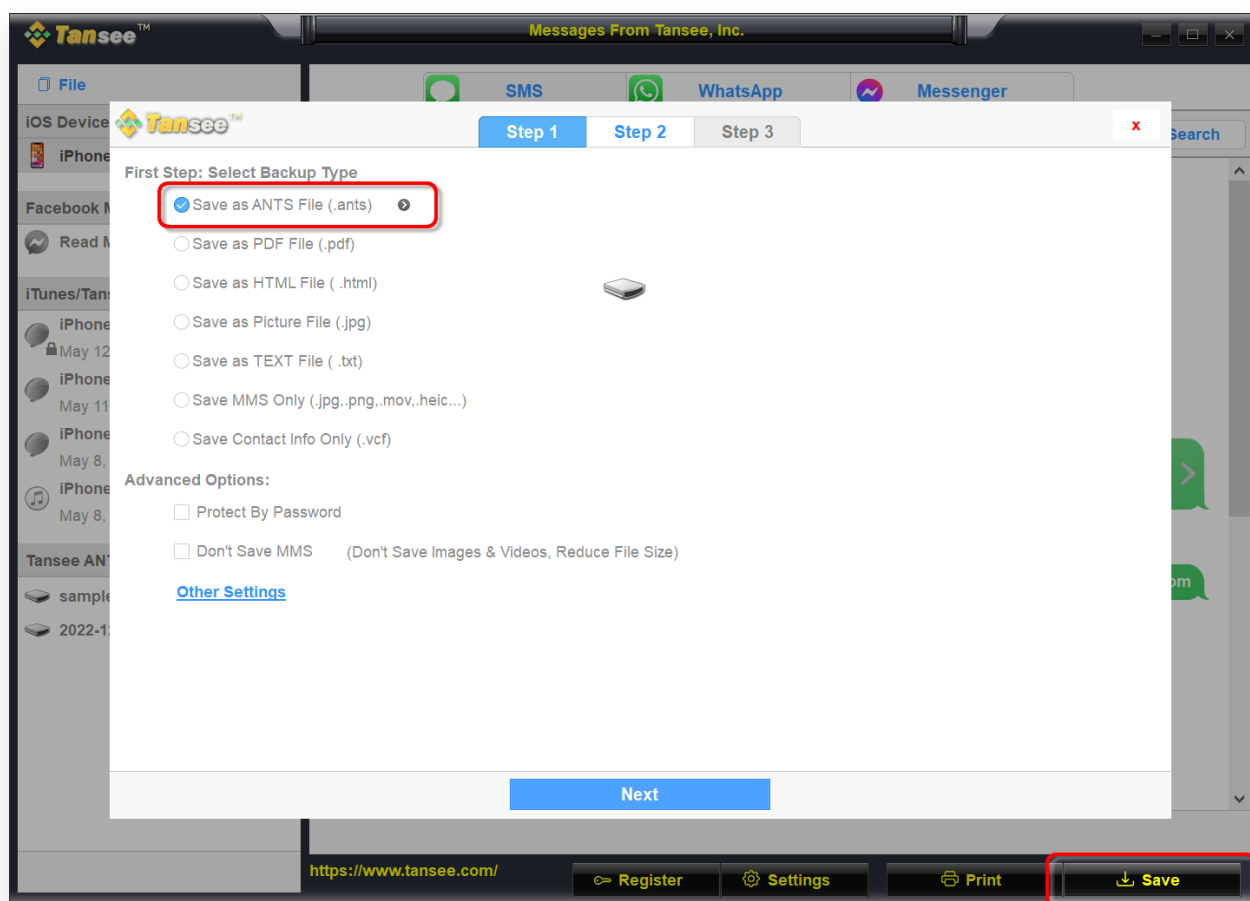 Tansee™
Messages From Tansee, Inc.
File
SMS
WhatsApp
Messenger
iOS Device
Tansee™
Step 1
Step 2
Step 3
x
Search
iPhone
First Step: Select Backup Type
Save as ANTS File (.ants)
Facebook
Read
Save as PDF File (.pdf)
Save as HTML File ( .html)
iTunes/Tans
iPhone
May 12
Save as Picture File (.jpg)
Save as TEXT File ( .txt)
iPhone
May 11
Save MMS Only (.jpg,.png,.mov,.heic...)
iPhone
May 8,
Save Contact Info Only (.vcf)
iPhone
May 8,
Advanced Options:
Protect By Password
Don't Save MMS (Don't Save Images & Videos, Reduce File Size)
Tansee AN
om
sample
Other Settings
2022-1
Next
https://www.tansee.com/
Register
Settings
Print
Save